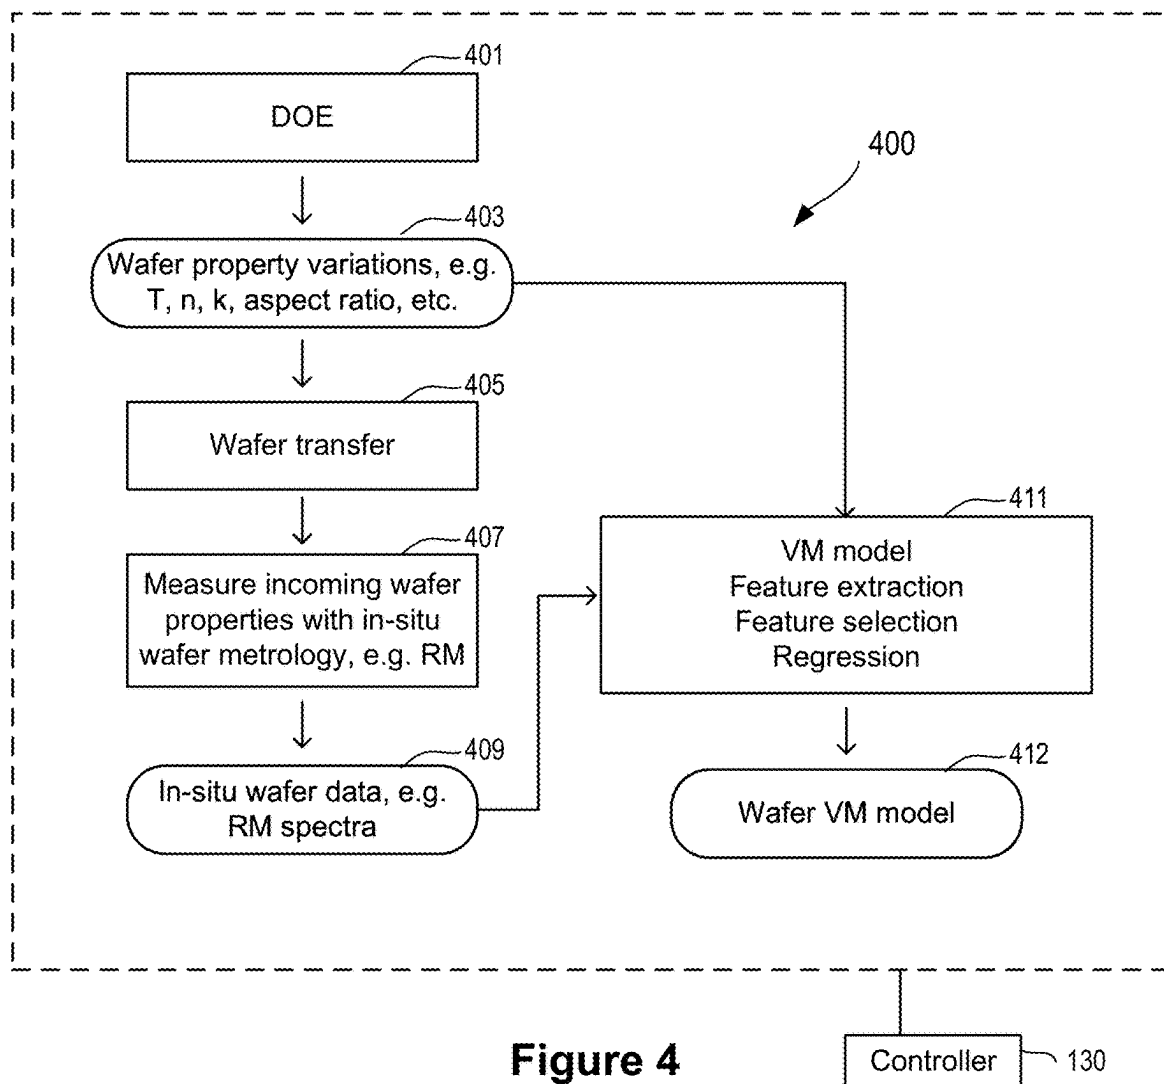 401
DOE
400
403
Wafer property variations, e.g.
T, n, k, aspect ratio, etc.
405
Wafer transfer
407
Measure incoming wafer
properties with in-situ
wafer metrology, e.g. RM
411
VM model
Feature extraction
Feature selection
Regression
409
In-situ wafer data, e.g.
RM spectra
412
Wafer VM model
Figure 4
Controller
130